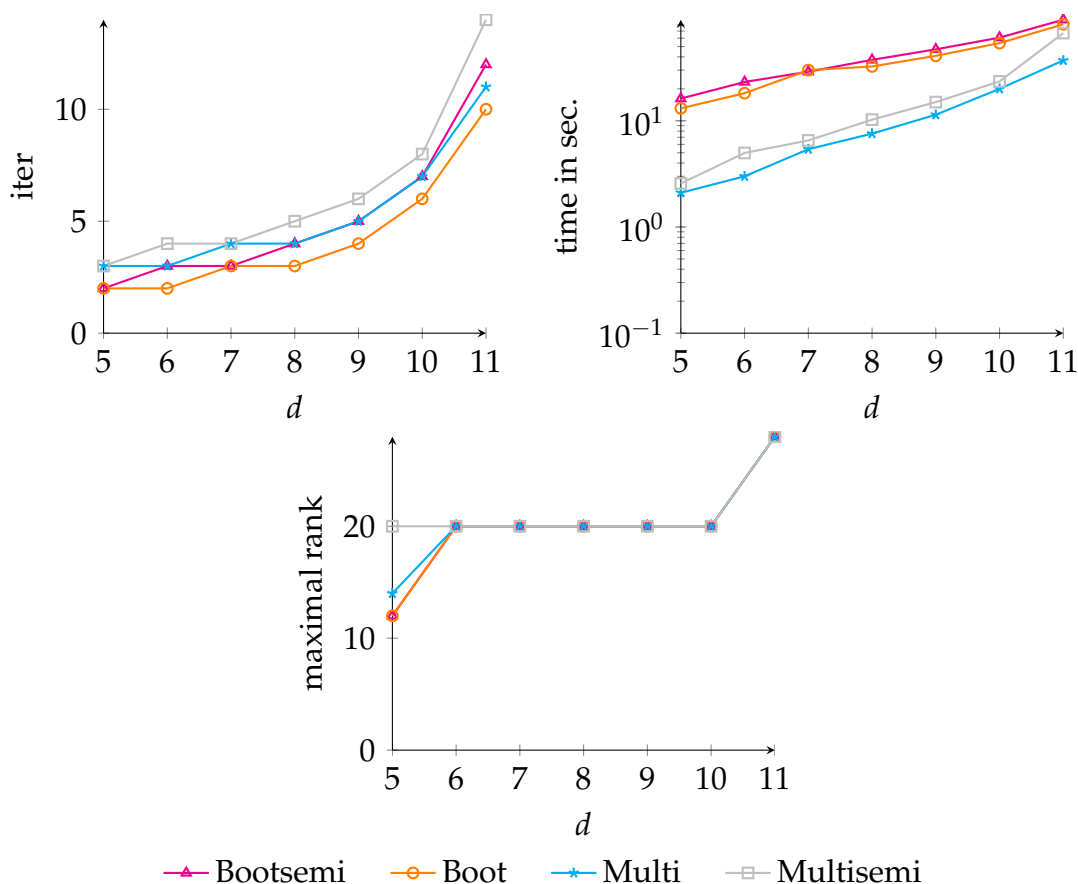 iter
10
5
0
5 6 7 8 9 10 11
d
time in sec.
10^1
10^0
10^−1
5 6 7 8 9 10 11
d
maximal rank
20
10
0
5 6 7 8 9 10 11
d
Bootsemi Boot Multi Multisemi